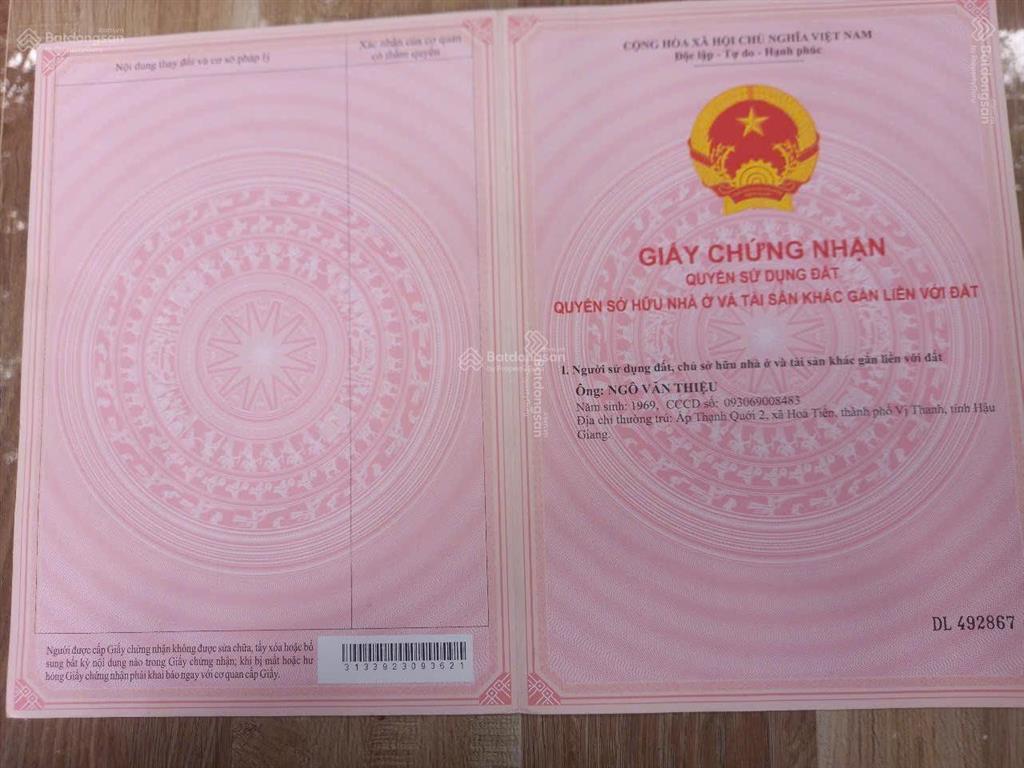 Nội dung thay đổi và cơ sở pháp lý
Xác nhận của cơ quan
có thẩm quyền
Người được cấp Giấy chứng nhận không được sửa chữa, tẩy xóa hoặc bổ
sung bất kỳ nội dung nào trong Giấy chứng nhận; khi bị mất hoặc hư
hỏng Giấy chứng nhận phải khai báo ngay với cơ quan cấp Giấy.
3133923093621
CỘNG HÒA XÃ HỘI CHỦ NGHĨA VIỆT NAM
Độc lập - Tự do - Hạnh phúc
GIẤY CHỨNG NHẬN
QUYỀN SỬ DỤNG ĐẤT
QUYỀN SỞ HỮU NHÀ Ở VÀ TÀI SẢN KHÁC GẮN LIỀN VỚI ĐẤT
I. Người sử dụng đất, chủ sở hữu nhà ở và tài sản khác gắn liền với đất
Ông: NGÔ VĂN THIỆU
Năm sinh: 1969, CCCD số: 093069008483
Địa chỉ thường trú: Ấp Thạnh Quới 2, xã Hoả Tiến, thành phố Vị Thanh, tỉnh Hậu
Giang.
DL 492867
Batdongsan
by PropertyGuru
Batdongsan
by PropertyGuru
Batdongsan